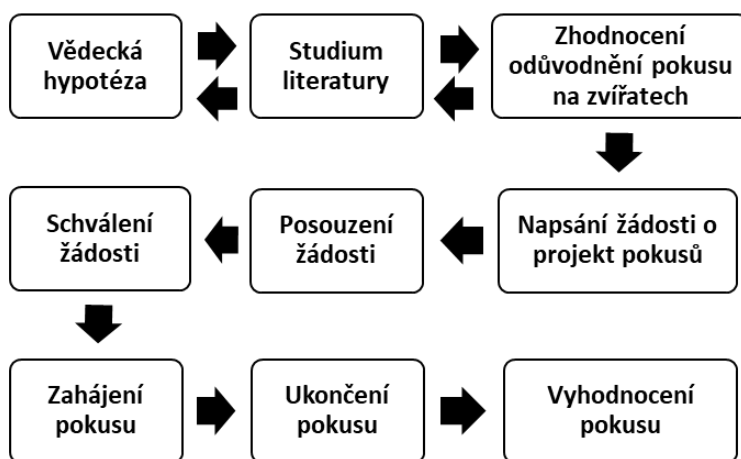 Vědecká
hypotéza
Studium
literatury
Zhodnocení
odůvodnění pokusu
na zvířatech
Schválení
žádosti
Posouzení
žádosti
Napsání žádosti o
projekt pokusů
Zahájení
pokusu
Ukončení
pokusu
Vyhodnocení
pokusu